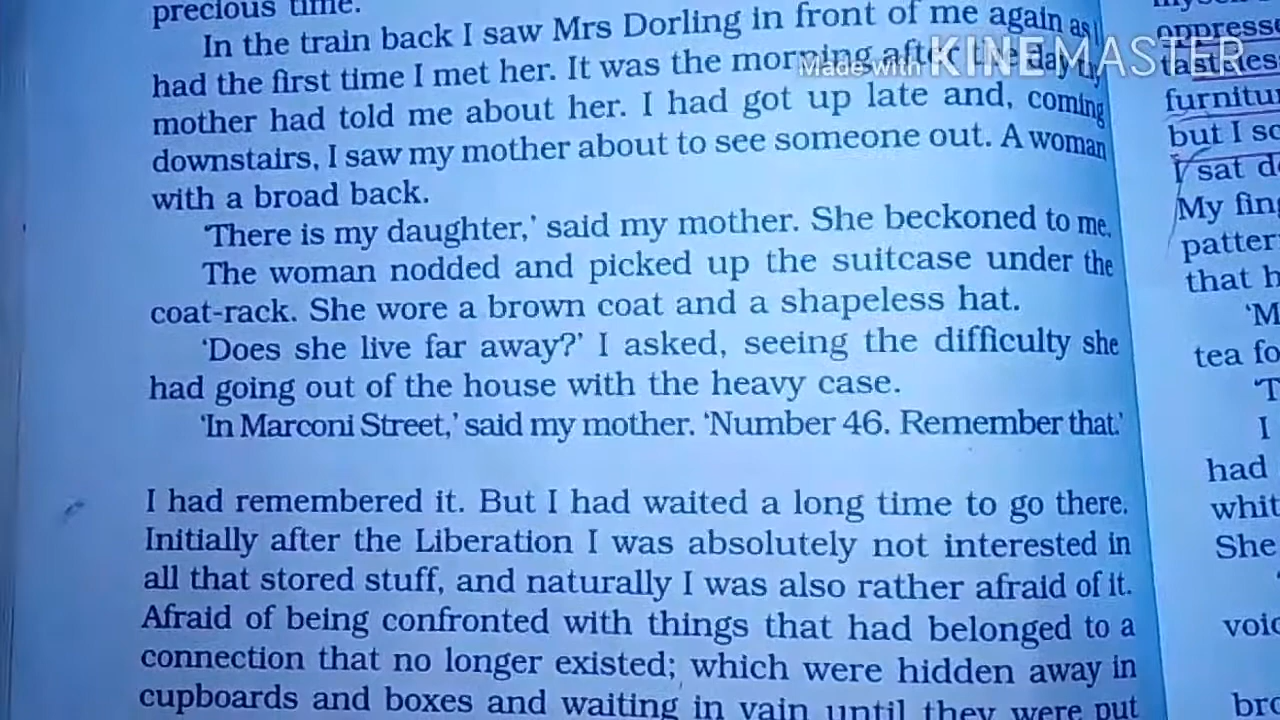 precious time.
In the train back I saw Mrs Dorling in front of me again as I
had the first time I met her. It was the morning after the day my
mother had told me about her. I had got up late and, coming
downstairs, I saw my mother about to see someone out. A woman
with a broad back.
‘There is my daughter,’ said my mother. She beckoned to me.
The woman nodded and picked up the suitcase under the
coat-rack. She wore a brown coat and a shapeless hat.
‘Does she live far away?’ I asked, seeing the difficulty she
had going out of the house with the heavy case.
‘In Marconi Street,’ said my mother. ‘Number 46. Remember that.’
I had remembered it. But I had waited a long time to go there.
Initially after the Liberation I was absolutely not interested in
all that stored stuff, and naturally I was also rather afraid of it.
Afraid of being confronted with things that had belonged to a
connection that no longer existed; which were hidden away in
cupboards and boxes and waiting in vain until they were put
Made with KINEMASTER
but I
I sat
My
that
‘M
tea
I
had
She